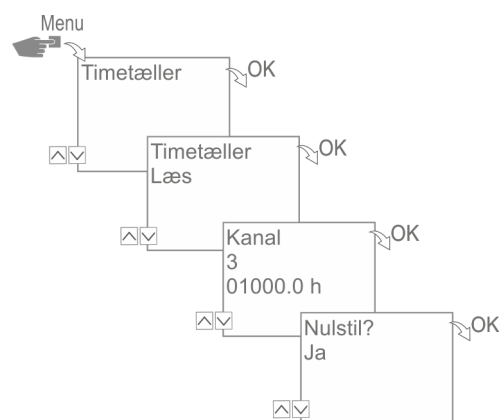 Menu
Timetæller
OK
Timetæller
Læs
OK
Kanal
3
01000.0 h
OK
Nulstil?
Ja
OK